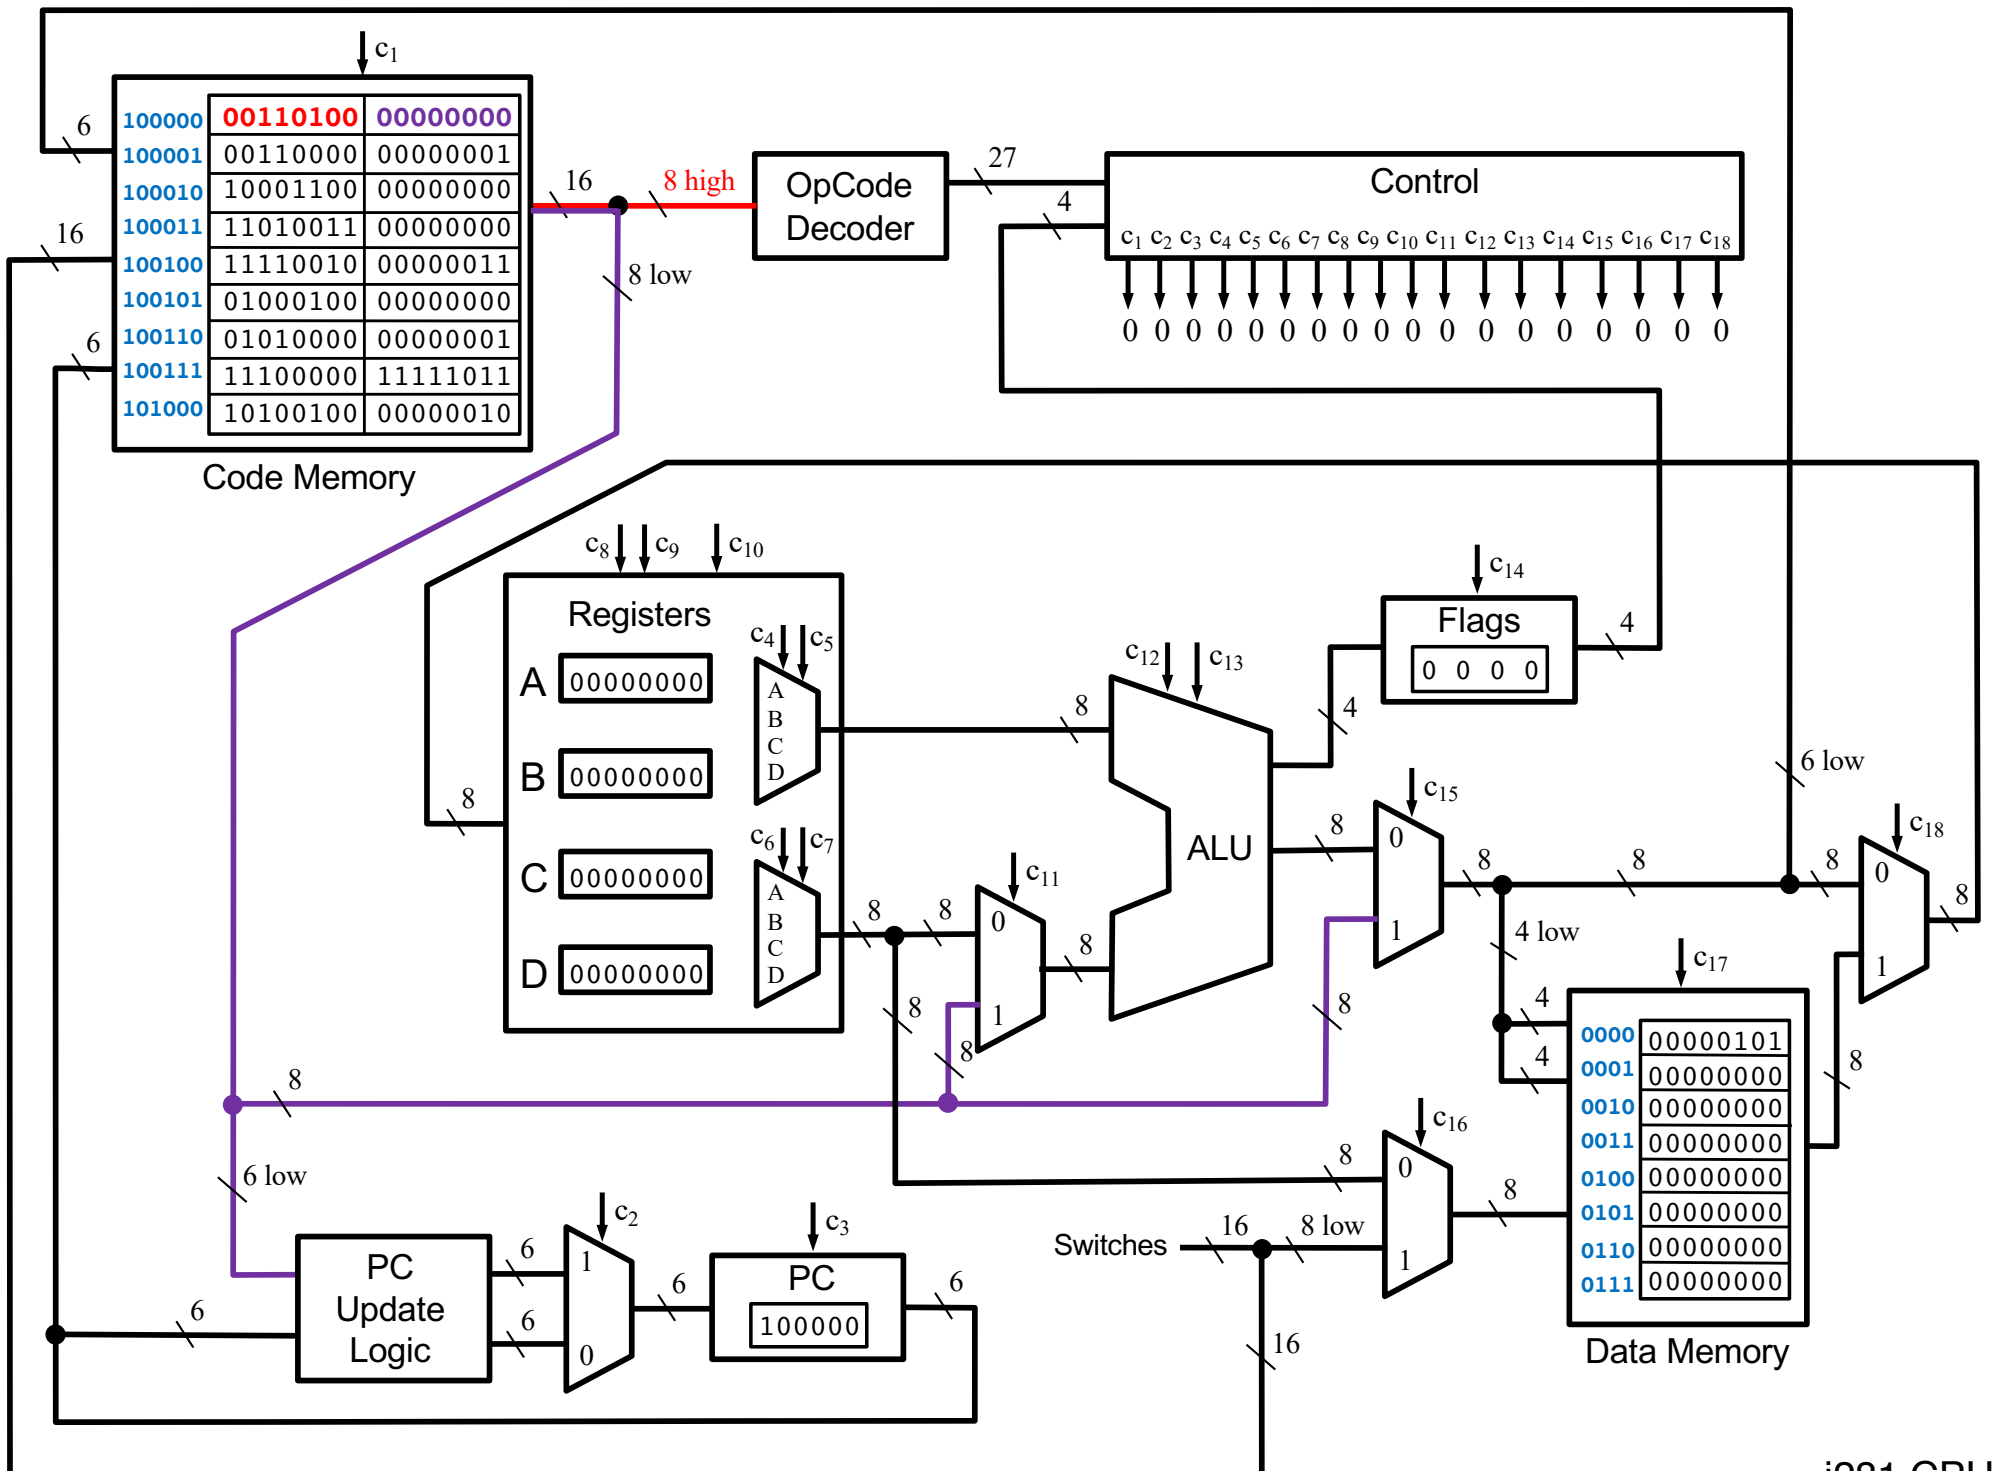 c1
100000 00110100 00000000
100001 00110000 00000001
100010 10001100 00000000
100011 11010011 00000000
100100 11110010 00000011
100101 01000100 00000000
100110 01010000 00000001
100111 11100000 11111011
101000 10100100 00000010
Code Memory
6
16
6
16
8 high
8 low
OpCode
Decoder
27
4
Control
c1 c2 c3 c4 c5 c6 c7 c8 c9 c10 c11 c12 c13 c14 c15 c16 c17 c18
0 0 0 0 0 0 0 0 0 0 0 0 0 0 0 0 0 0
c8 c9 c10
Registers
A 00000000
B 00000000
C 00000000
D 00000000
c4 c5
A
B
C
D
c6 c7
A
B
C
D
8
8
8
8
8
c11
0
1
8
8
c12 c13
ALU
c14
Flags
0 0 0 0
4
4
8
c15
0
1
8
8
8
8
6 low
4 low
c18
0
1
8
c17
4
4
0000 00000101
0001 00000000
0010 00000000
0011 00000000
0100 00000000
0101 00000000
0110 00000000
0111 00000000
Data Memory
8
8
c16
0
1
8
8
Switches
16
8 low
16
6 low
PC
Update
Logic
6
6
6
c2
1
0
6
c3
PC
100000
6